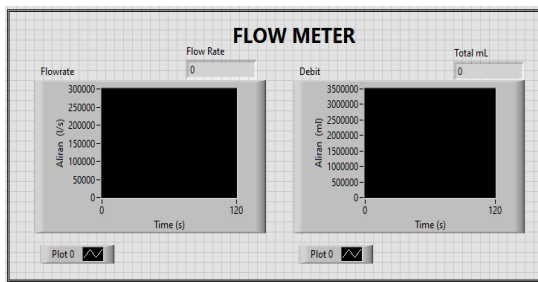 FLOW METER
Flow Rate
0
Flowrate
Aliran (l/s)
300000
250000
200000
150000
100000
50000
0
0
120
Time (s)
Plot 0
Total mL
0
Debit
Aliran (ml)
3500000
3000000
2500000
2000000
1500000
1000000
500000
0
0
120
Time (s)
Plot 0